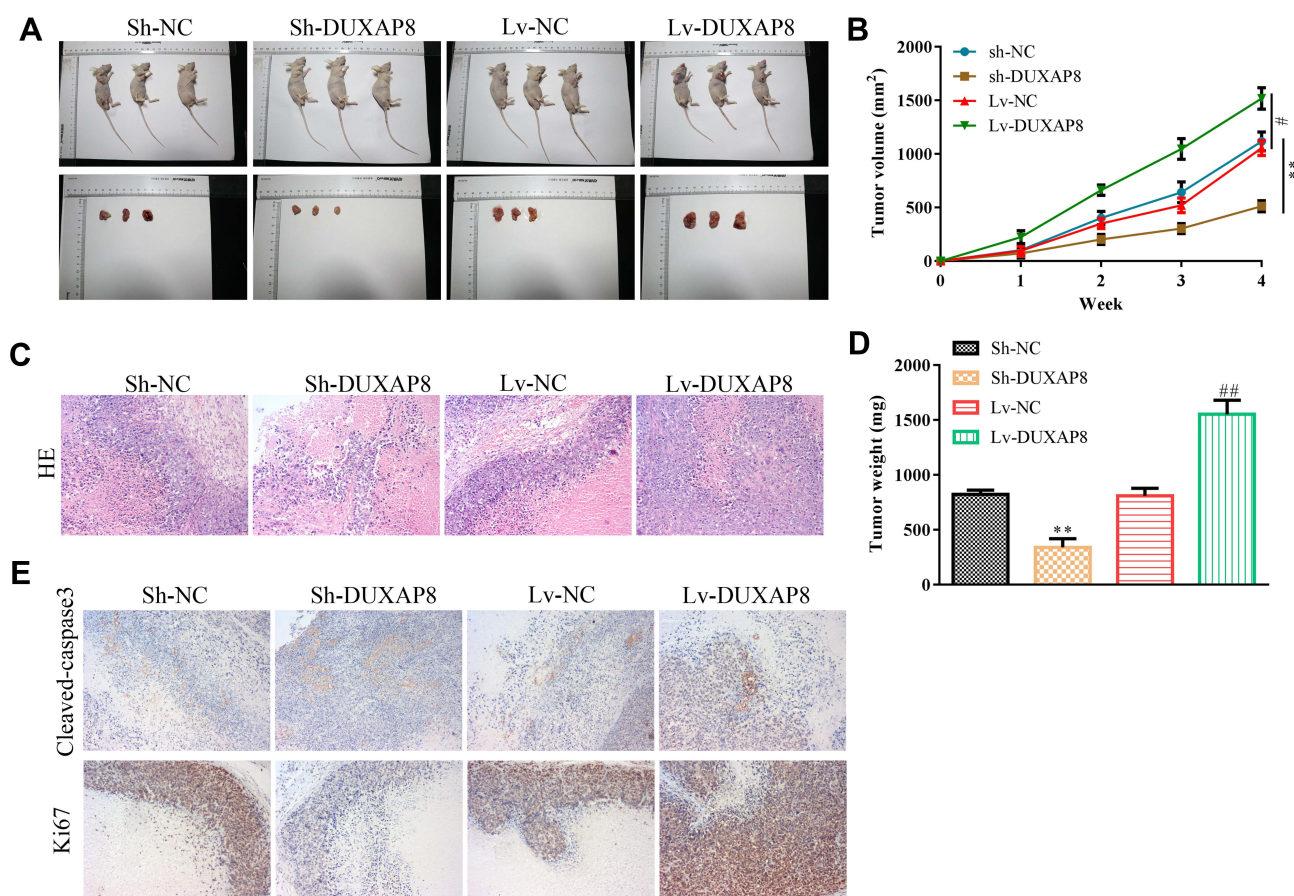 A
Sh-NC Sh-DUXAP8 Lv-NC Lv-DUXAP8
B
sh-NC
sh-DUXAP8
Lv-NC
Lv-DUXAP8
Tumor volume (mm²)
2000
1500
1000
500
0
0 1 2 3 4
Week
#
**
C
Sh-NC Sh-DUXAP8 Lv-NC Lv-DUXAP8
HE
D
Sh-NC
Sh-DUXAP8
Lv-NC
Lv-DUXAP8
Tumor weight (mg)
2000
1500
1000
500
0
**
##
E
Sh-NC Sh-DUXAP8 Lv-NC Lv-DUXAP8
Cleaved-caspase3
Ki67